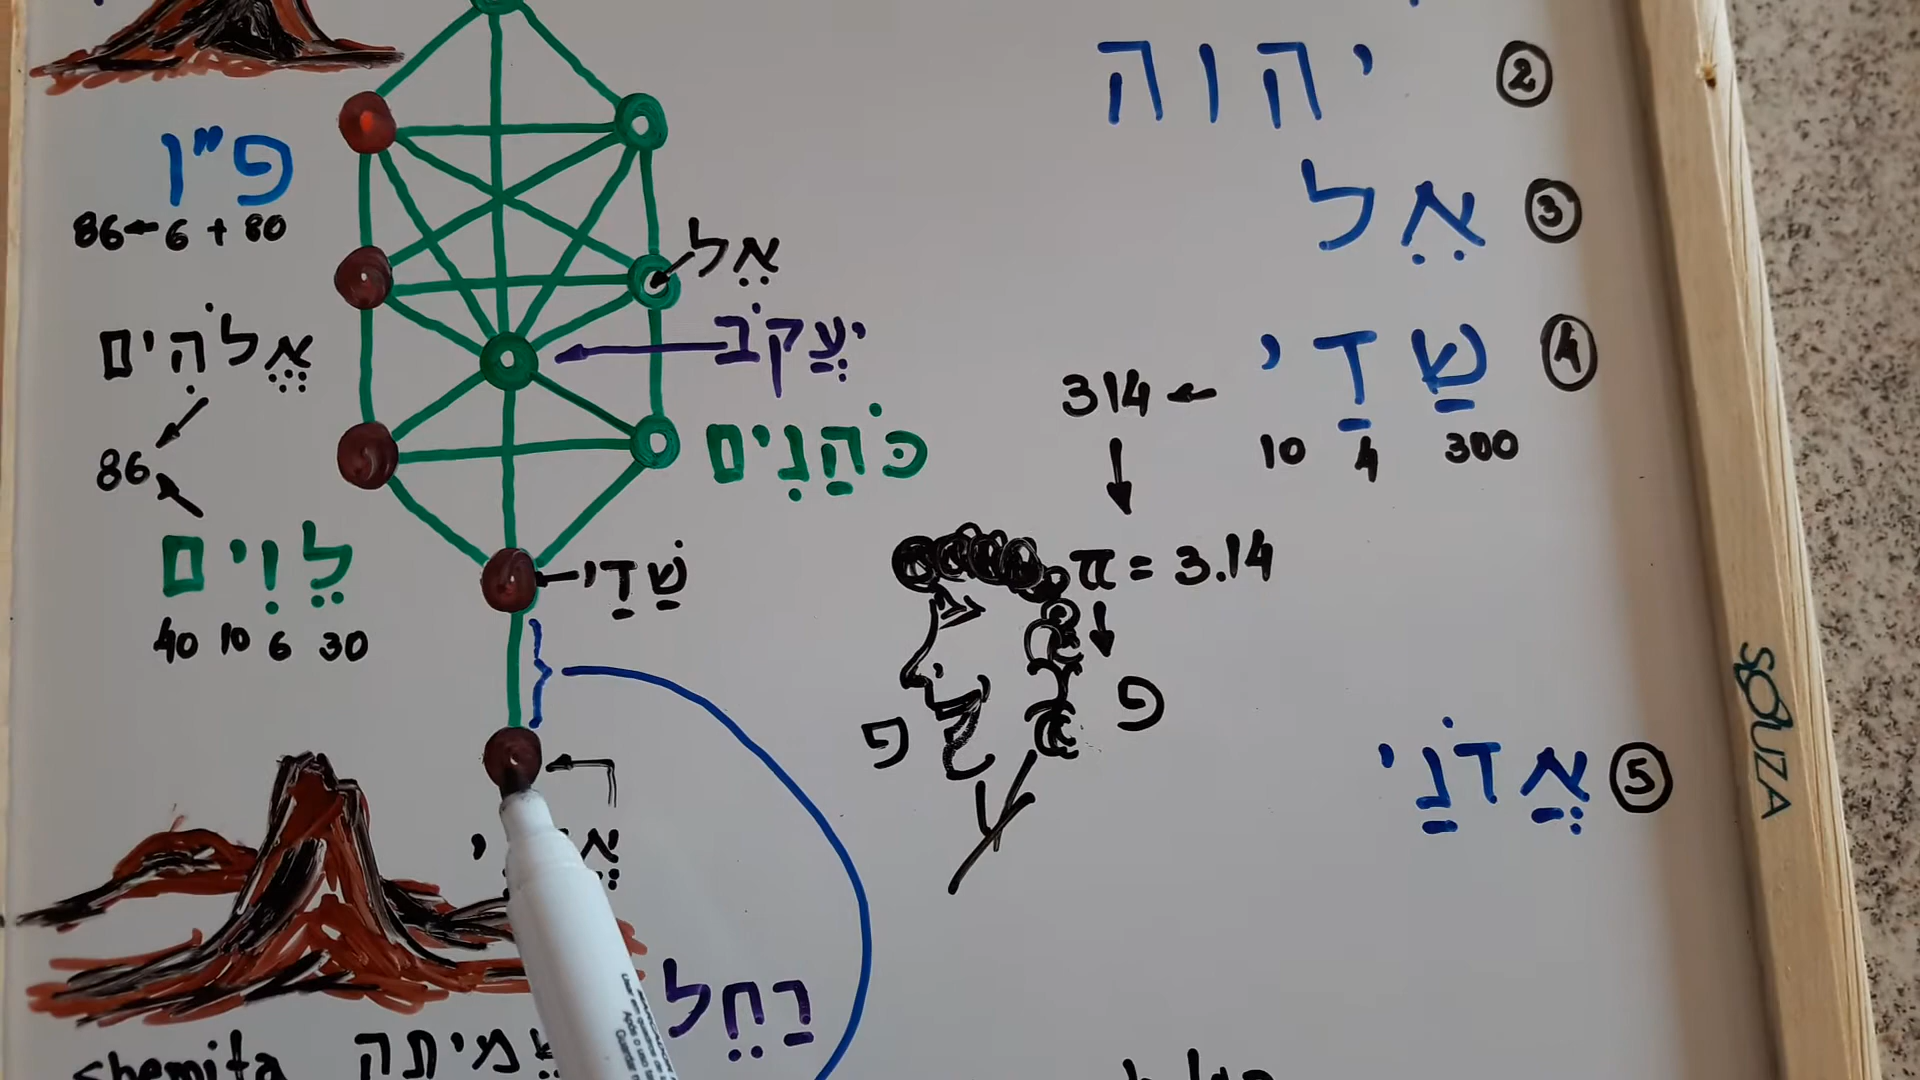 יהוה ②
אֵל ③
שַׁדַי ④
314 ← 10 4 300
π = 3.14
פ
פ
אֲדֹנָי ⑤
פ"ו
86 ← 6 + 80
אֱלֹהִים
86
לֵוִים
40 10 6 30
אֵל
יַעֲקֹב
כֹּהֲנִים
שַׁדַי
רָחֵל
shemita
SOUZA